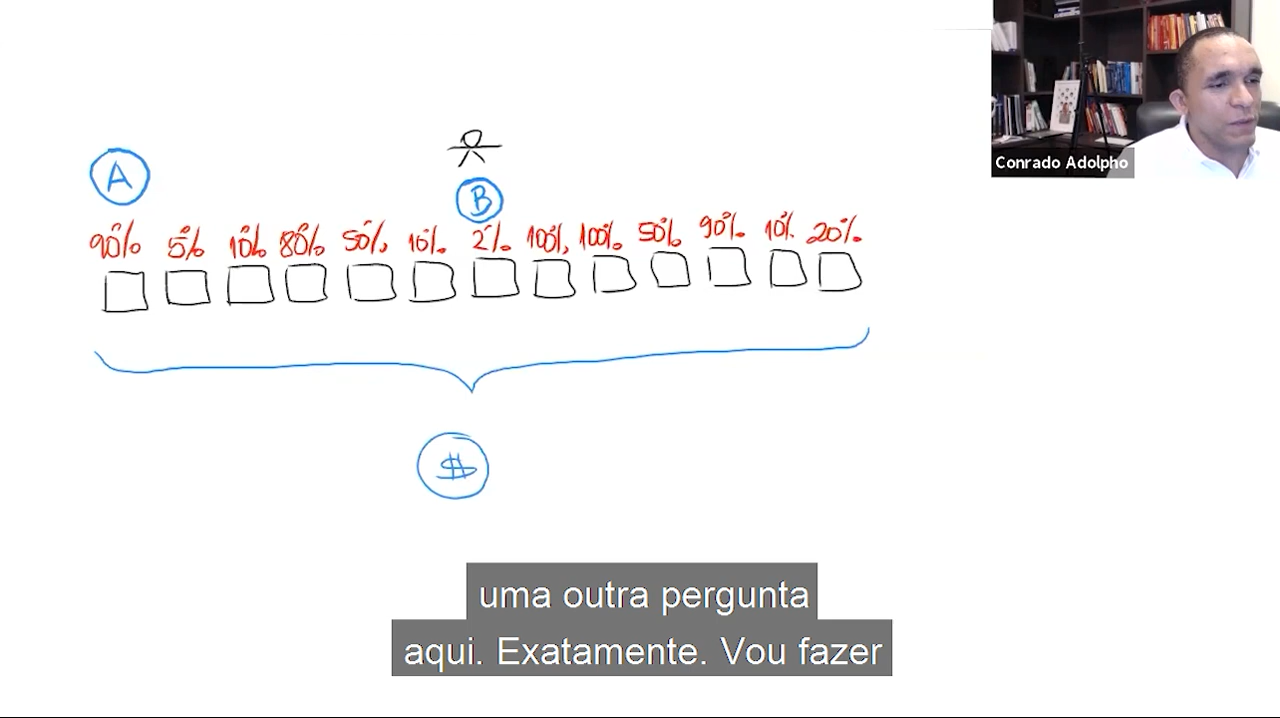 Conrado Adolpho
A
B
90% 5% 10% 80% 50% 10% 2% 100% 100% 50% 90% 10% 20%
$
uma outra pergunta
aqui. Exatamente. Vou fazer